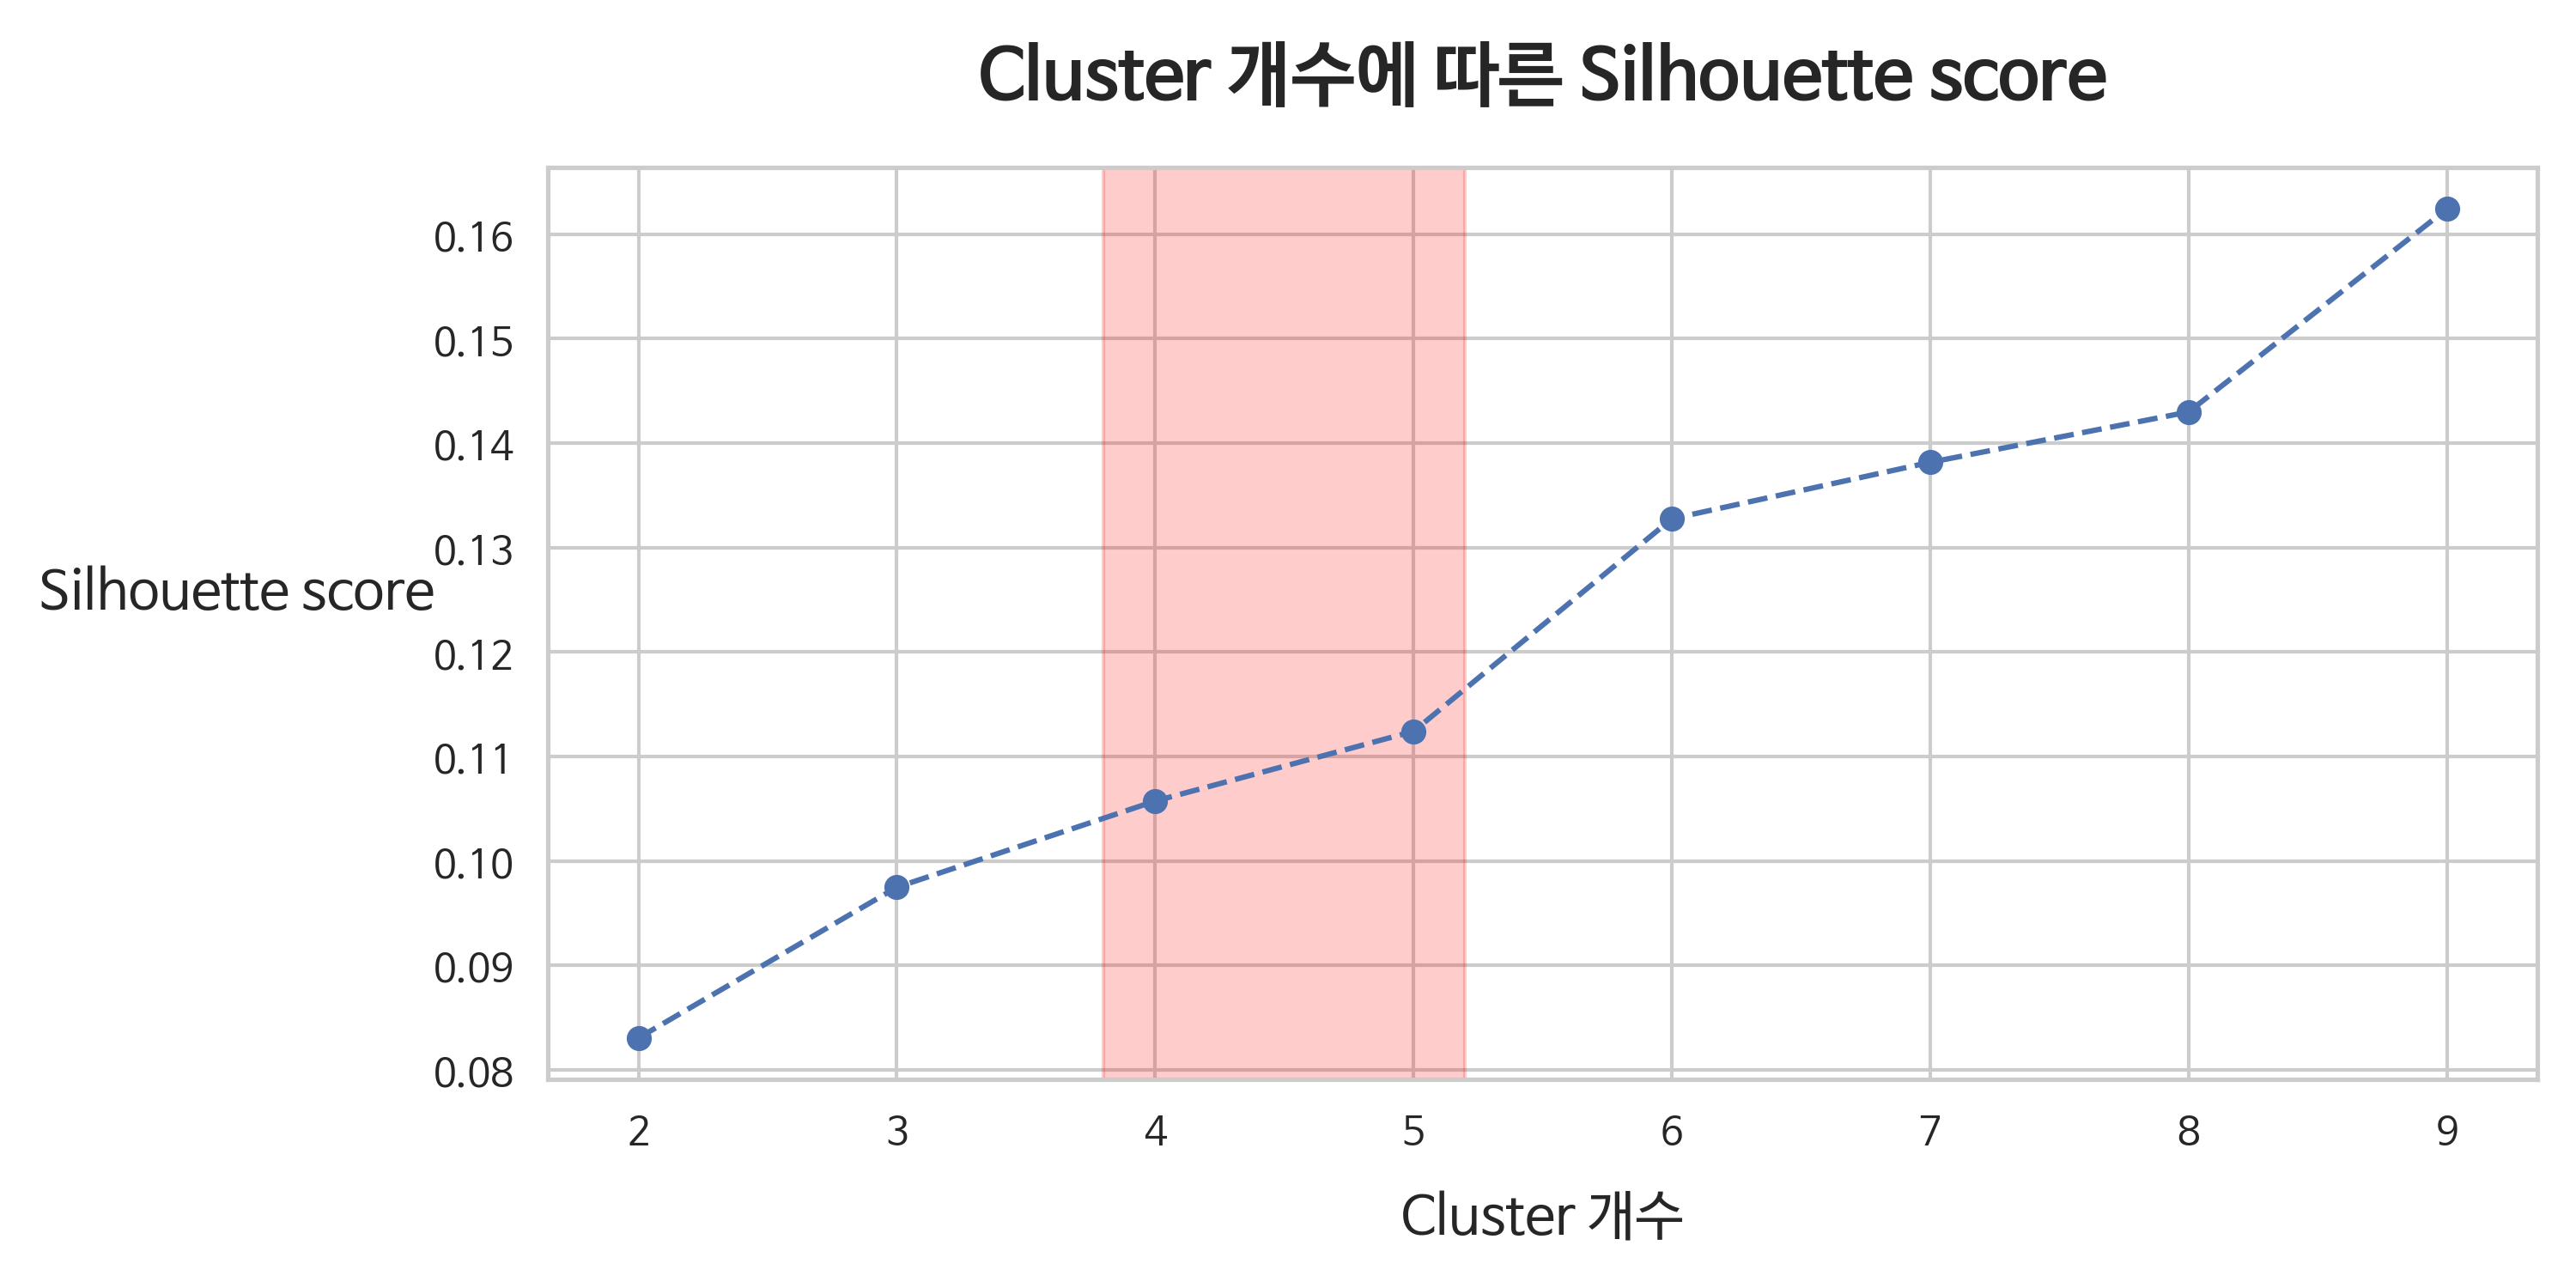 Cluster 개수에 따른 Silhouette score
0.16
0.15
0.14
0.13
Silhouette score
0.12
0.11
0.10
0.09
0.08
2 3 4 5 6 7 8 9
Cluster 개수